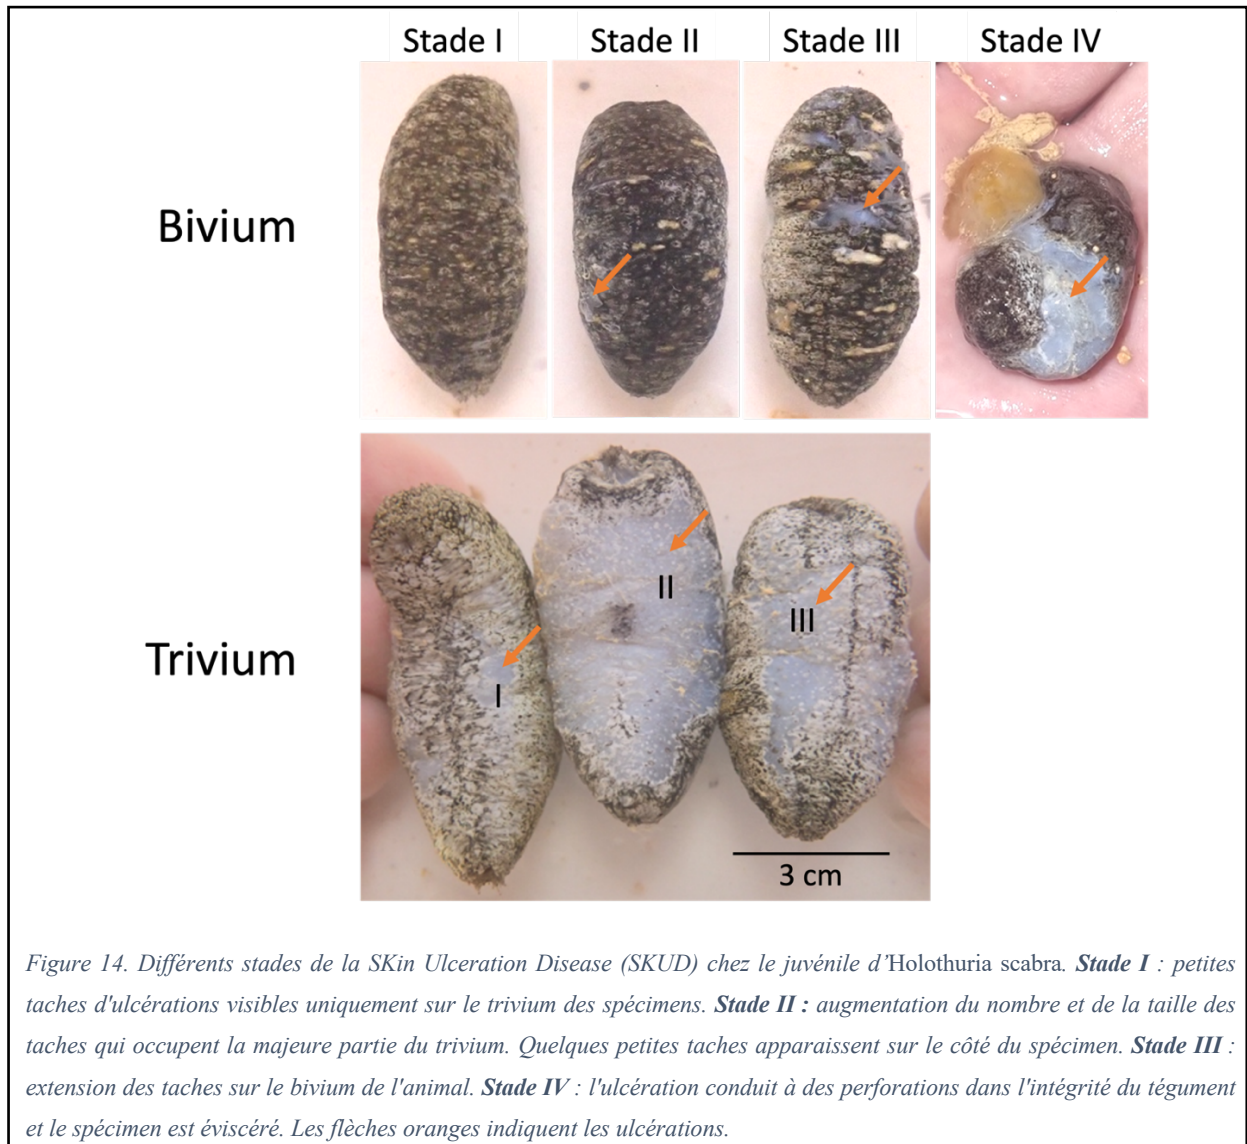 Stade I Stade II Stade III Stade IV
Bivium
Trivium
I
II
III
3 cm
Figure 14. Différents stades de la SKin Ulceration Disease (SKUD) chez le juvénile d’Holothuria scabra. Stade I : petites
taches d'ulcérations visibles uniquement sur le trivium des spécimens. Stade II : augmentation du nombre et de la taille des
taches qui occupent la majeure partie du trivium. Quelques petites taches apparaissent sur le côté du spécimen. Stade III :
extension des taches sur le bivium de l'animal. Stade IV : l'ulcération conduit à des perforations dans l'intégrité du tégument
et le spécimen est éviscéré. Les flèches oranges indiquent les ulcérations.